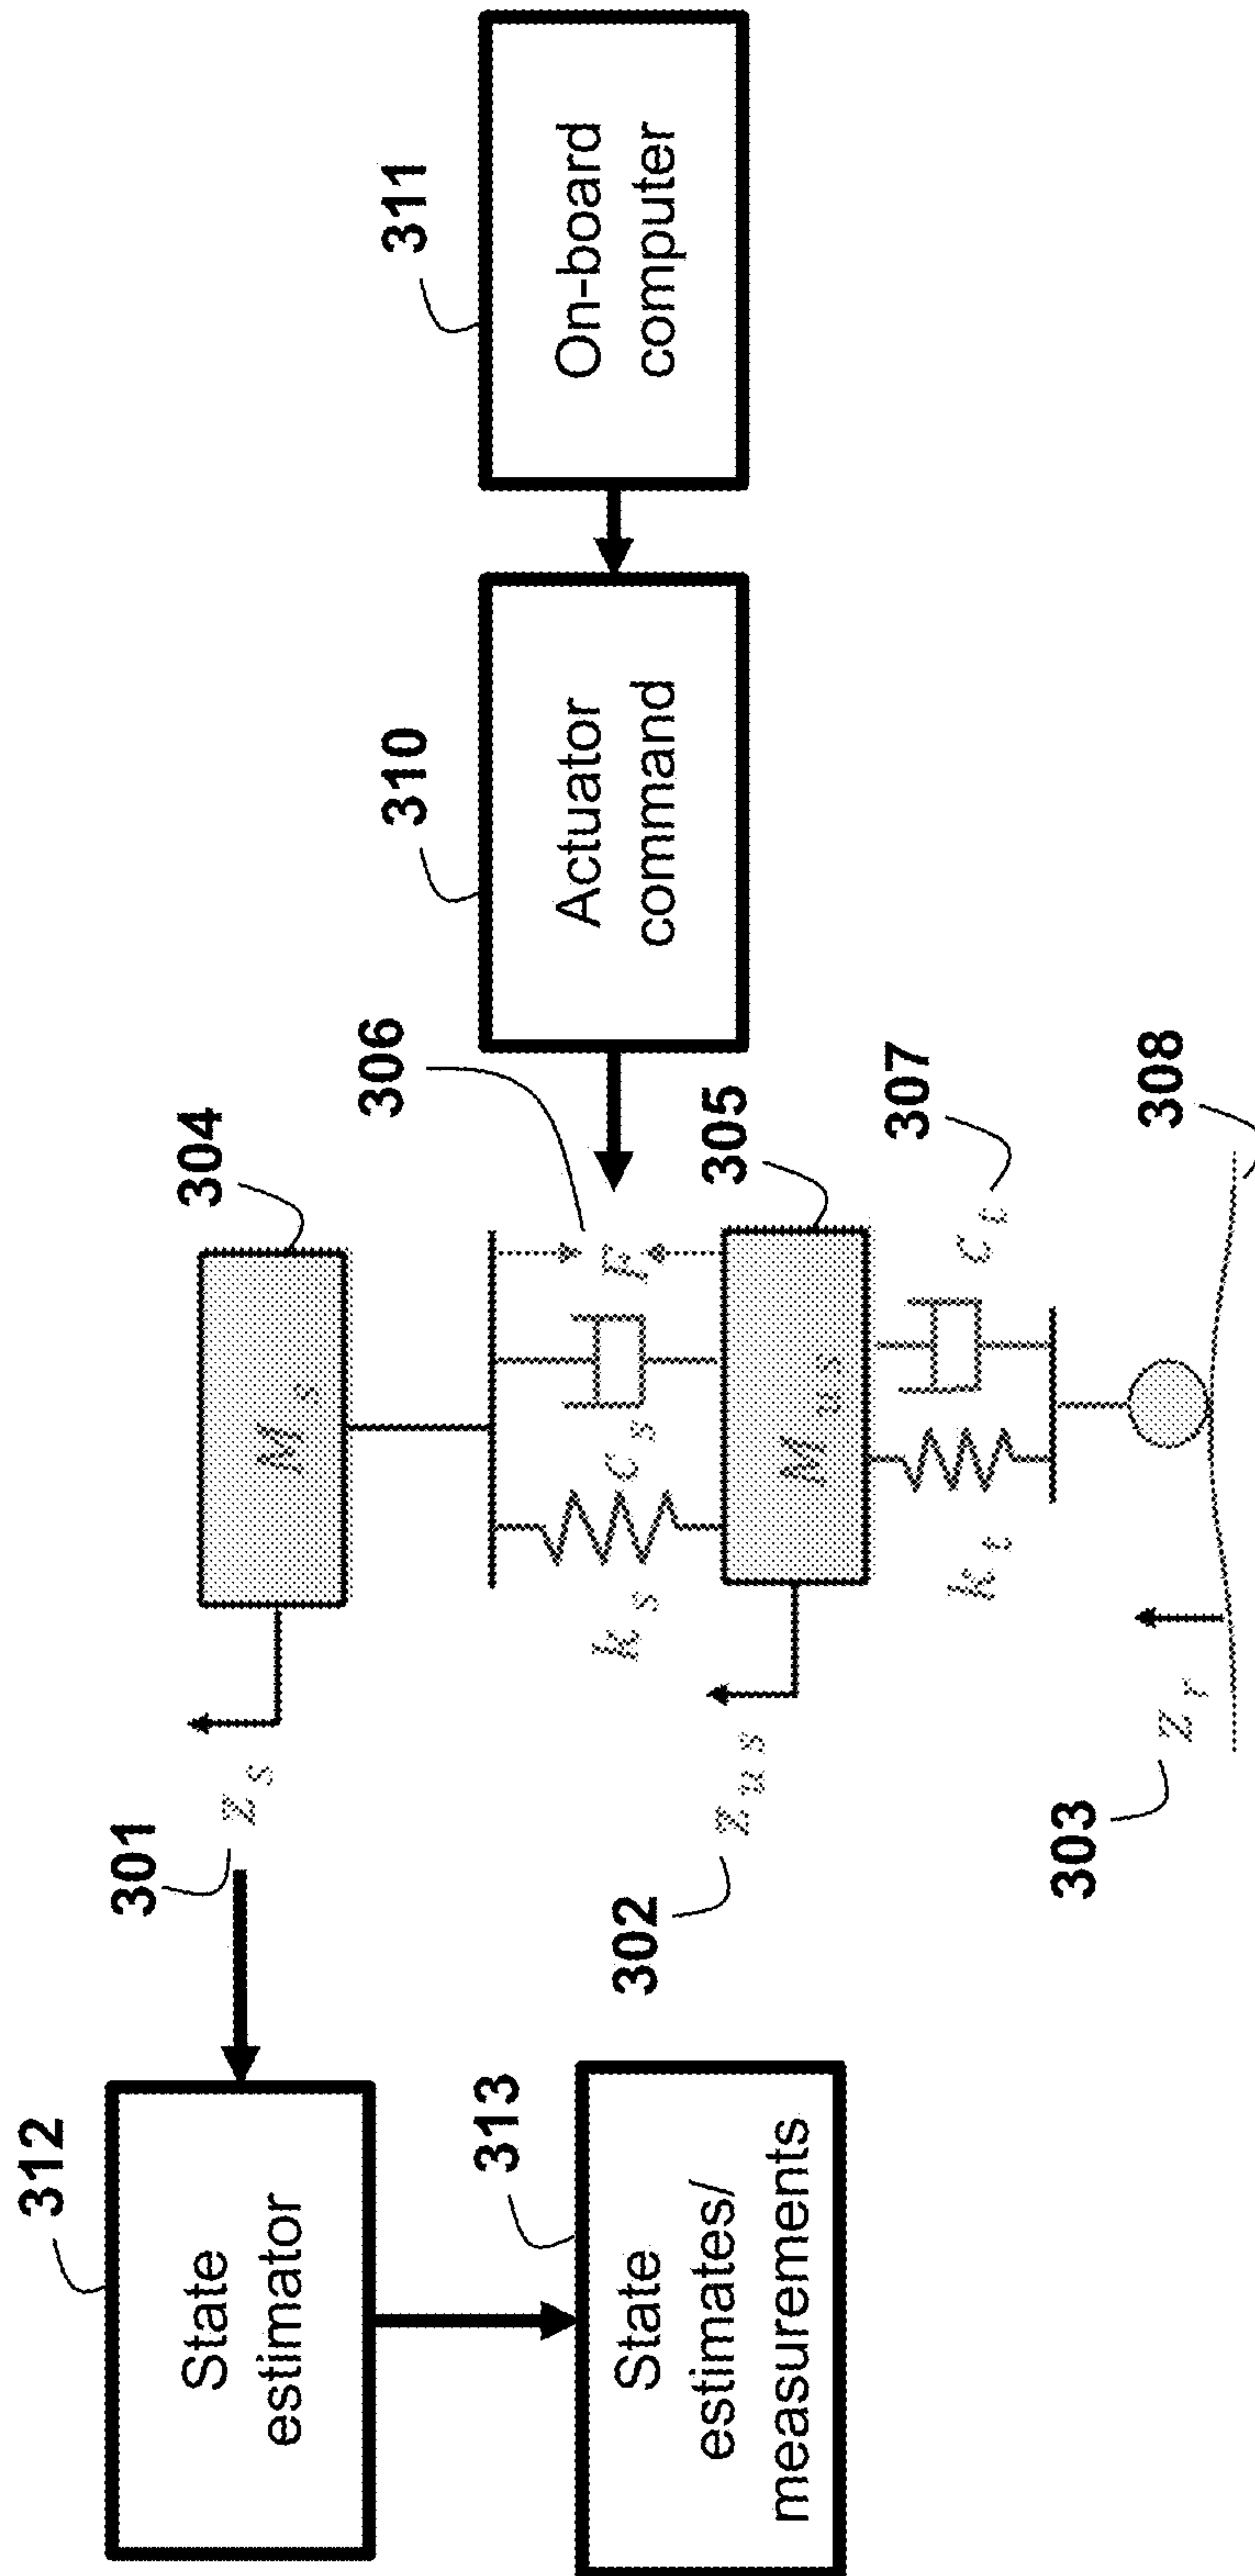 312
State
estimator
313
State
estimates/
measurements
301
z s
302
z u s
303
z r
304
M s
306
k s
c s
F
305
M u s
307
k t
c t
308
310
Actuator
command
311
On-board
computer